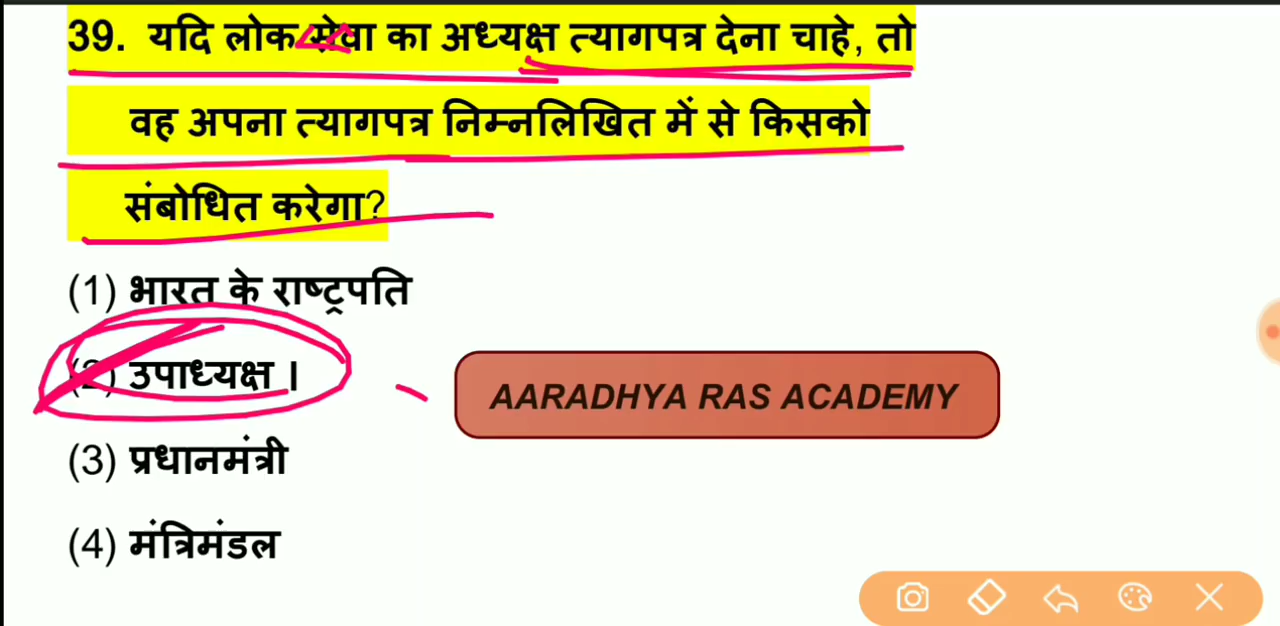 39. यदि लोक सेवा का अध्यक्ष त्यागपत्र देना चाहे, तो
वह अपना त्यागपत्र निम्नलिखित में से किसको
संबोधित करेगा?
(1) भारत के राष्ट्रपति
(2) उपाध्यक्ष ।
AARADHYA RAS ACADEMY
(3) प्रधानमंत्री
(4) मंत्रिमंडल